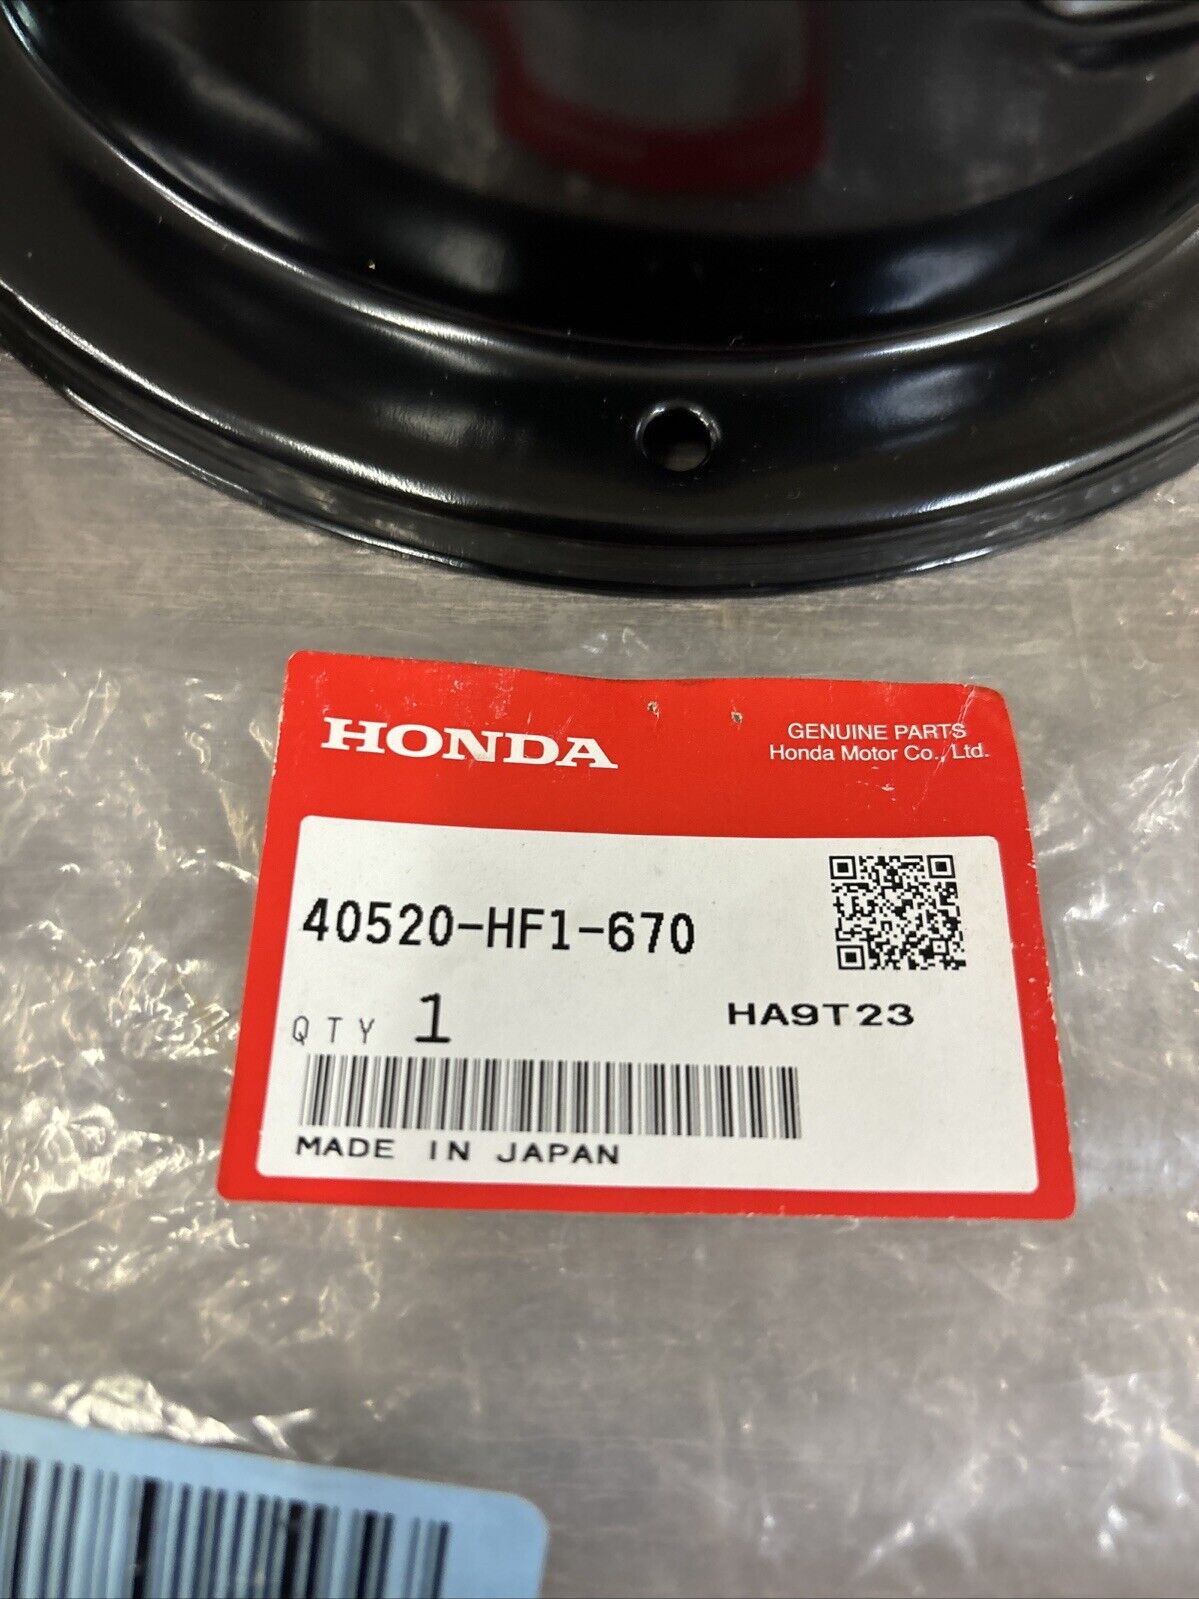 HONDA
GENUINE PARTS
Honda Motor Co., Ltd.
40520-HF1-670
QTY 1
HA9T23
MADE IN JAPAN